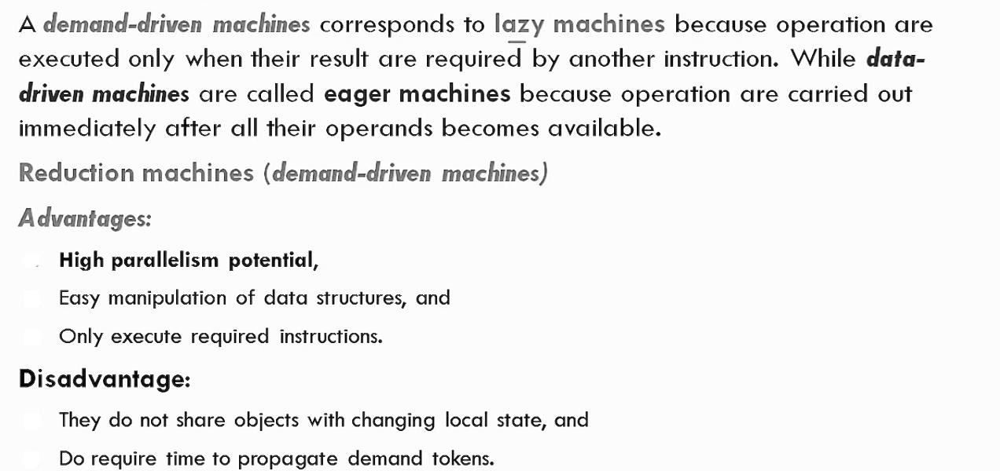 A demand-driven machines corresponds to lazy machines because operation are
executed only when their result are required by another instruction. While data-
driven machines are called eager machines because operation are carried out
immediately after all their operands becomes available.
Reduction machines (demand-driven machines)
Advantages:
High parallelism potential,
Easy manipulation of data structures, and
Only execute required instructions.
Disadvantage:
They do not share objects with changing local state, and
Do require time to propagate demand tokens.